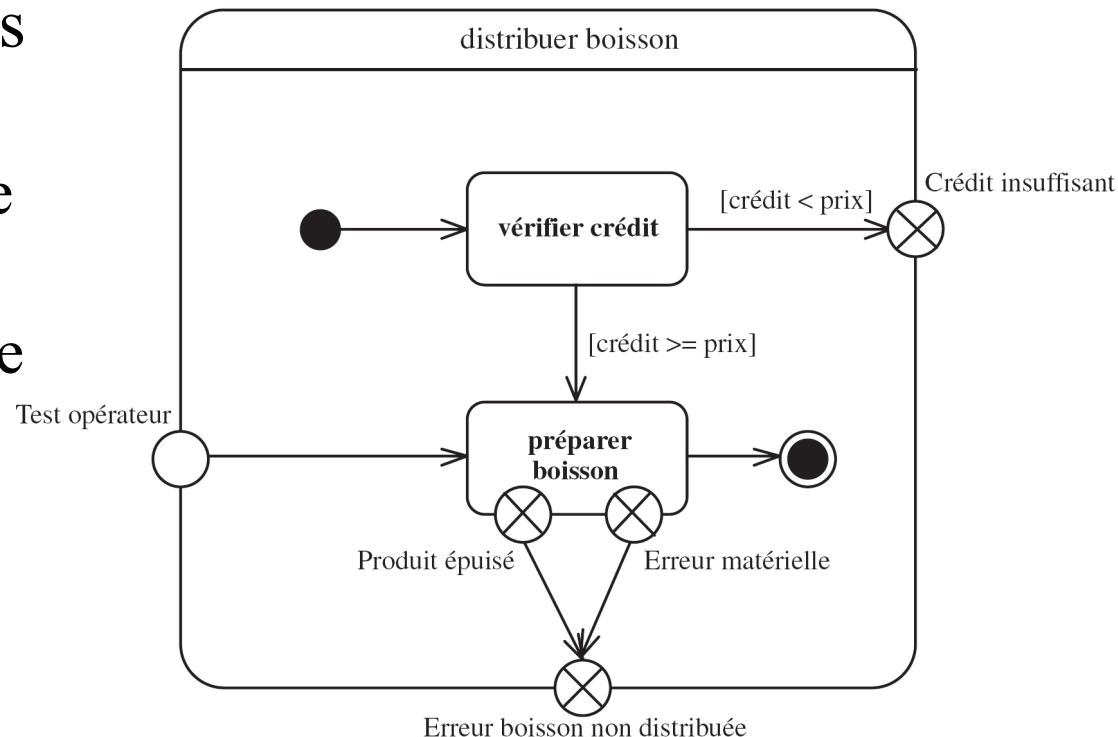 s
distribuer boisson
e
Crédit insuffisant
[crédit < prix]
vérifier crédit
[crédit >= prix]
e
Test opérateur
préparer
boisson
Produit épuisé
Erreur matérielle
Erreur boisson non distribuée